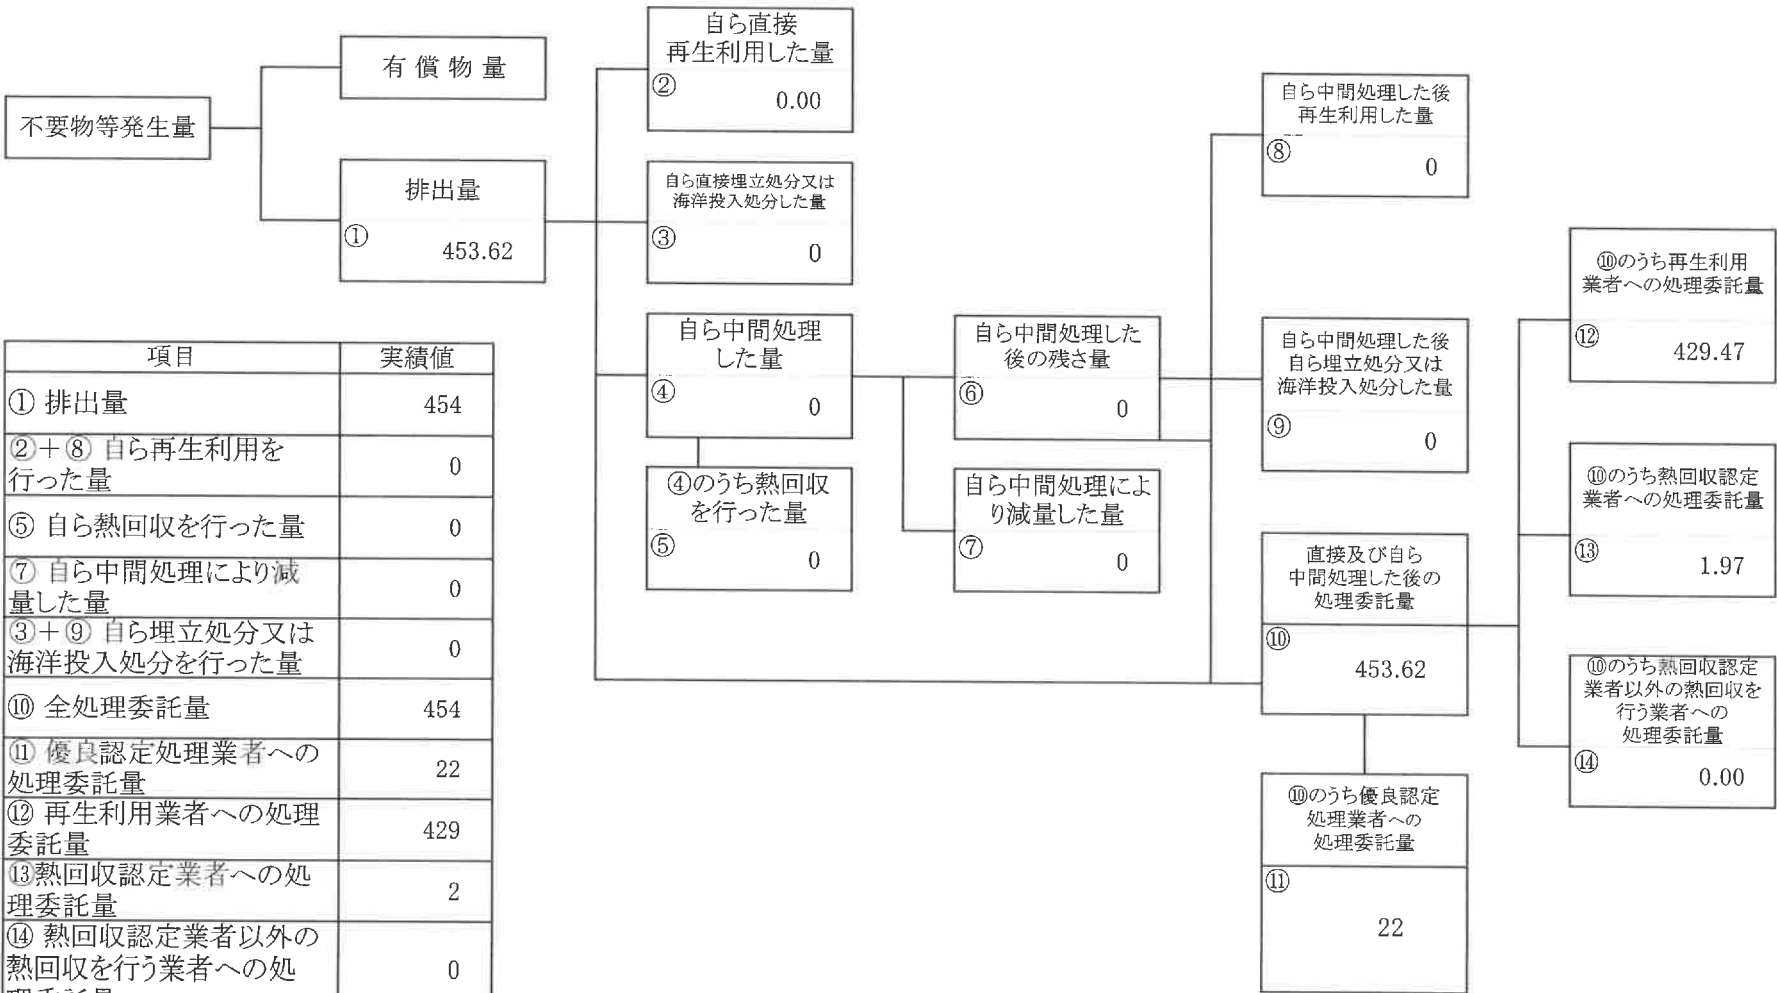 不要物等発生量
有償物量
排出量
①
453.62
自ら直接
再生利用した量
②
0.00
自ら直接埋立処分又は
海洋投入処分した量
③
0
自ら中間処理
した量
④
0
④のうち熱回収
を行った量
⑤
0
自ら中間処理した
後の残さ量
⑥
0
自ら中間処理によ
り減量した量
⑦
0
自ら中間処理した後
再生利用した量
⑧
0
自ら中間処理した後
自ら埋立処分又は
海洋投入処分した量
⑨
0
直接及び自ら
中間処理した後の
処理委託量
⑩
453.62
⑩のうち優良認定
処理業者への
処理委託量
⑪
22
⑩のうち再生利用
業者への処理委託量
⑫
429.47
⑩のうち熱回収認定
業者への処理委託量
⑬
1.97
⑩のうち熱回収認定
業者以外の熱回収を
行う業者への
処理委託量
⑭
0.00
項目 実績値
① 排出量 454
②+⑧ 自ら再生利用を
行った量 0
⑤ 自ら熱回収を行った量 0
⑦ 自ら中間処理により減
量した量 0
③+⑨ 自ら埋立処分又は
海洋投入処分を行った量 0
⑩ 全処理委託量 454
⑪ 優良認定処理業者への
処理委託量 22
⑫ 再生利用業者への処理
委託量 429
⑬熱回収認定業者への処
理委託量 2
⑭ 熱回収認定業者以外の
熱回収を行う業者への処 0